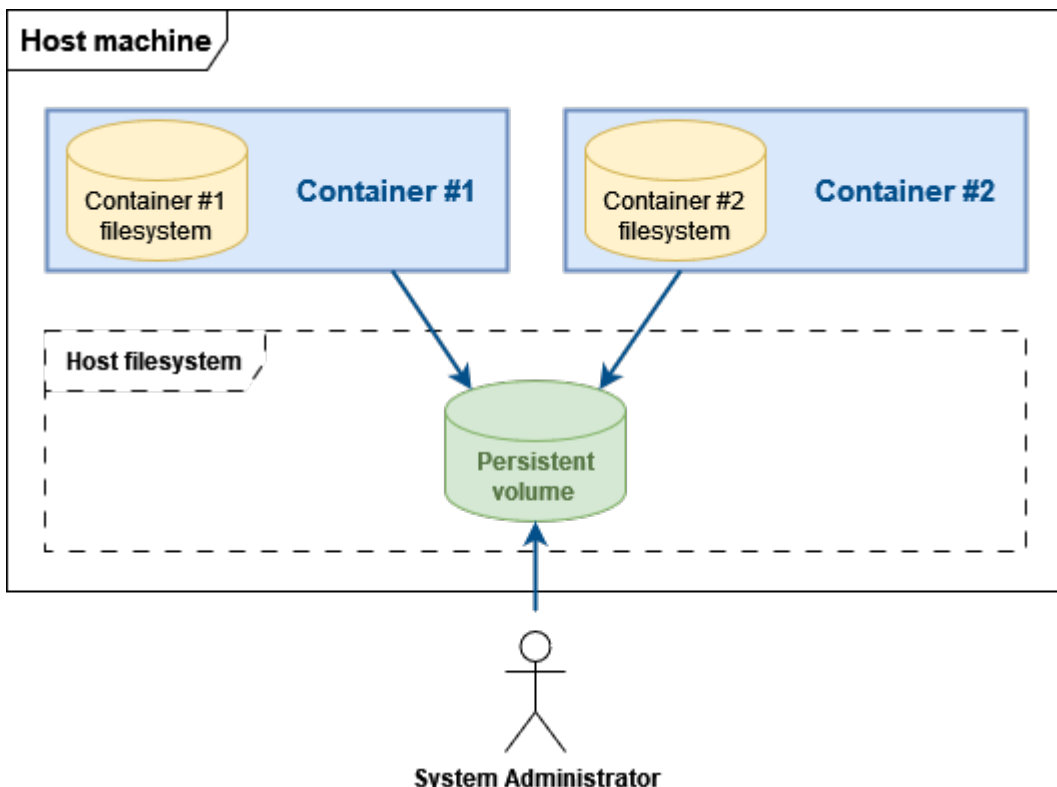 Host machine
Container #1
filesystem
Container #1
Container #2
filesystem
Container #2
Host filesystem
Persistent
volume
System Administrator